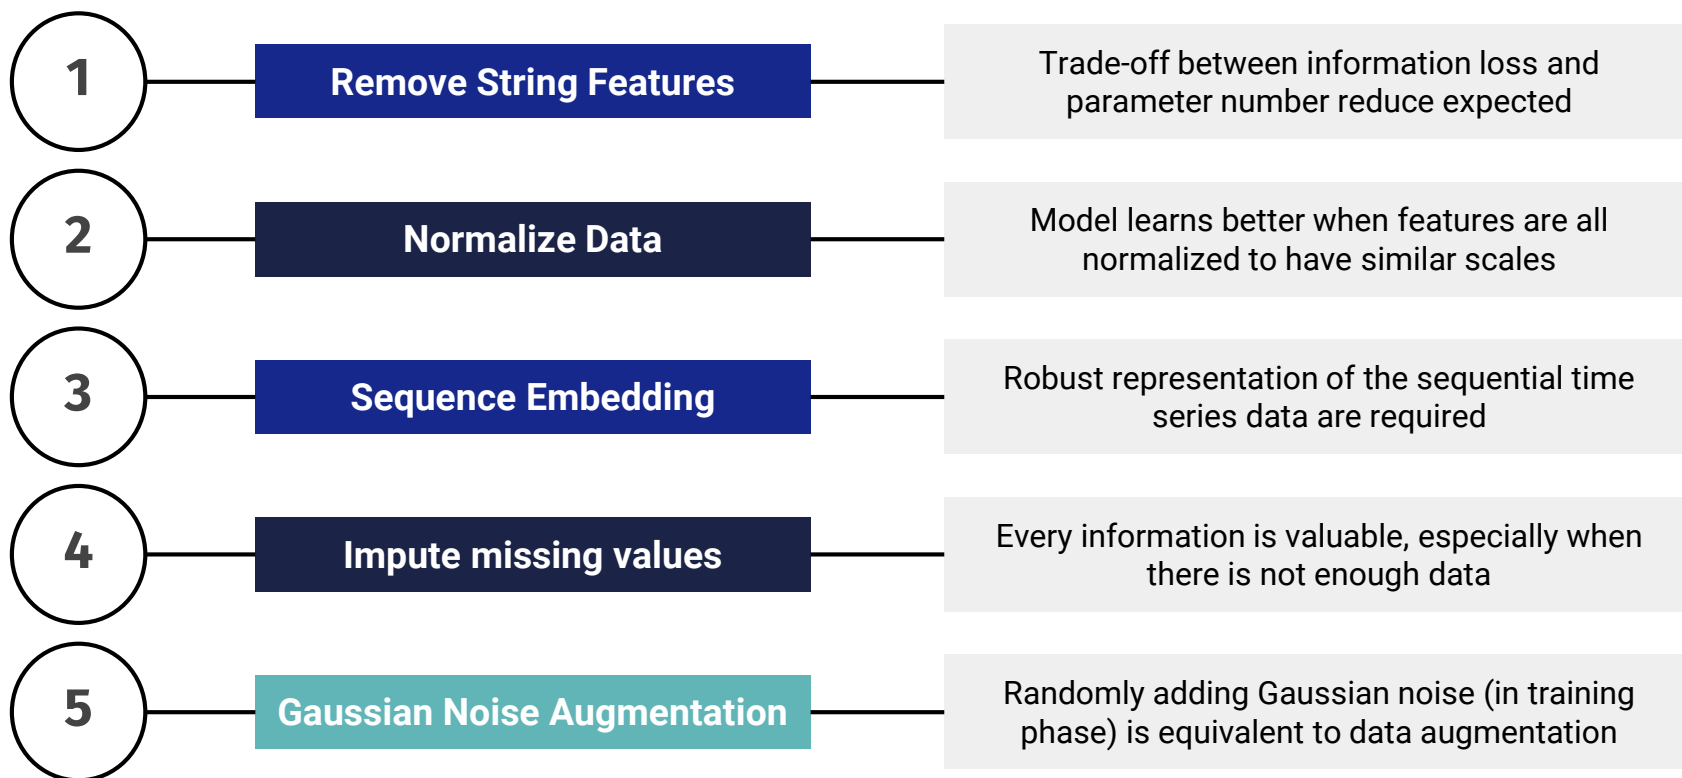 1
Remove String Features
Trade-off between information loss and
parameter number reduce expected
2
Normalize Data
Model learns better when features are all
normalized to have similar scales
3
Sequence Embedding
Robust representation of the sequential time
series data are required
4
Impute missing values
Every information is valuable, especially when
there is not enough data
5
Gaussian Noise Augmentation
Randomly adding Gaussian noise (in training
phase) is equivalent to data augmentation